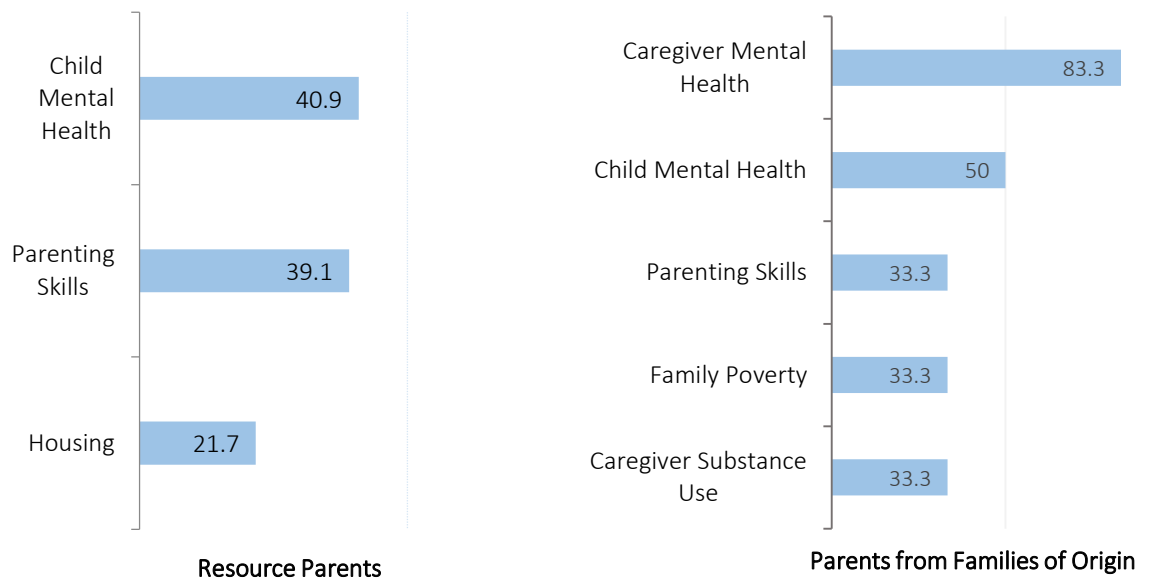 Child
Mental
Health
40.9
Parenting
Skills
39.1
Housing
21.7
Resource Parents
Caregiver Mental
Health
83.3
Child Mental Health
50
Parenting Skills
33.3
Family Poverty
33.3
Caregiver Substance
Use
33.3
Parents from Families of Origin